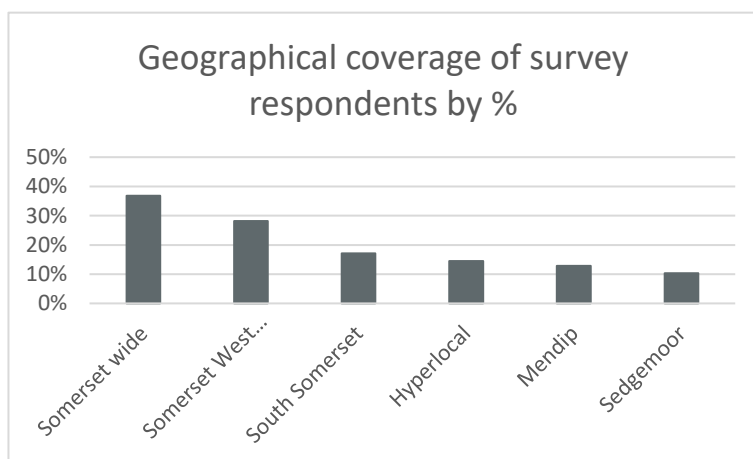 Geographical coverage of survey
respondents by %
50%
40%
30%
20%
10%
0%
Somerset wide
Somerset West...
South Somerset
Hyperlocal
Mendip
Sedgemoor